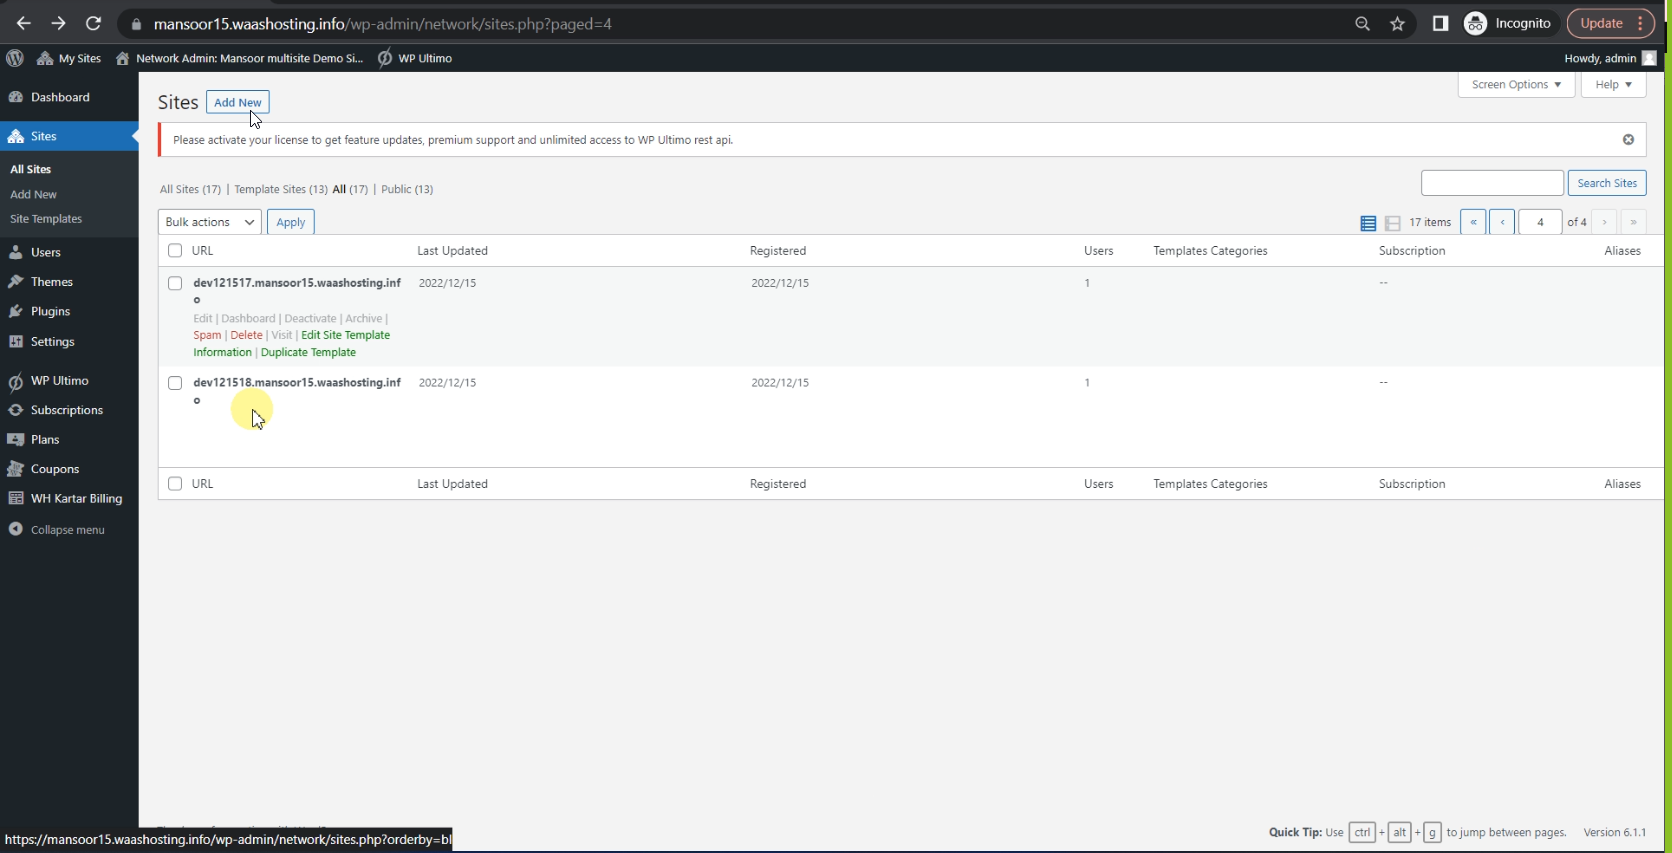 mansoor15.waashosting.info/wp-admin/network/sites.php?paged=4
Incognito
Update
My Sites
Network Admin: Mansoor multisite Demo Si...
WP Ultimo
Howdy, admin
Dashboard
Sites
Add New
Screen Options
Help
Sites
Please activate your license to get feature updates, premium support and unlimited access to WP Ultimo rest api.
All Sites
Add New
Site Templates
All Sites (17) | Template Sites (13) All (17) | Public (13)
Search Sites
Bulk actions
Apply
17 items « ‹ 4 of 4 › »
Users
Themes
Plugins
Settings
WP Ultimo
Subscriptions
Plans
Coupons
WH Kartar Billing
Collapse menu
URL Last Updated Registered Users Templates Categories Subscription Aliases
dev121517.mansoor15.waashosting.inf 2022/12/15 2022/12/15 1 --
o
Edit | Dashboard | Deactivate | Archive |
Spam | Delete | Visit | Edit Site Template
Information | Duplicate Template
dev121518.mansoor15.waashosting.inf 2022/12/15 2022/12/15 1 --
o
URL Last Updated Registered Users Templates Categories Subscription Aliases
https://mansoor15.waashosting.info/wp-admin/network/sites.php?orderby=bl
Quick Tip: Use ctrl + alt + g to jump between pages. Version 6.1.1